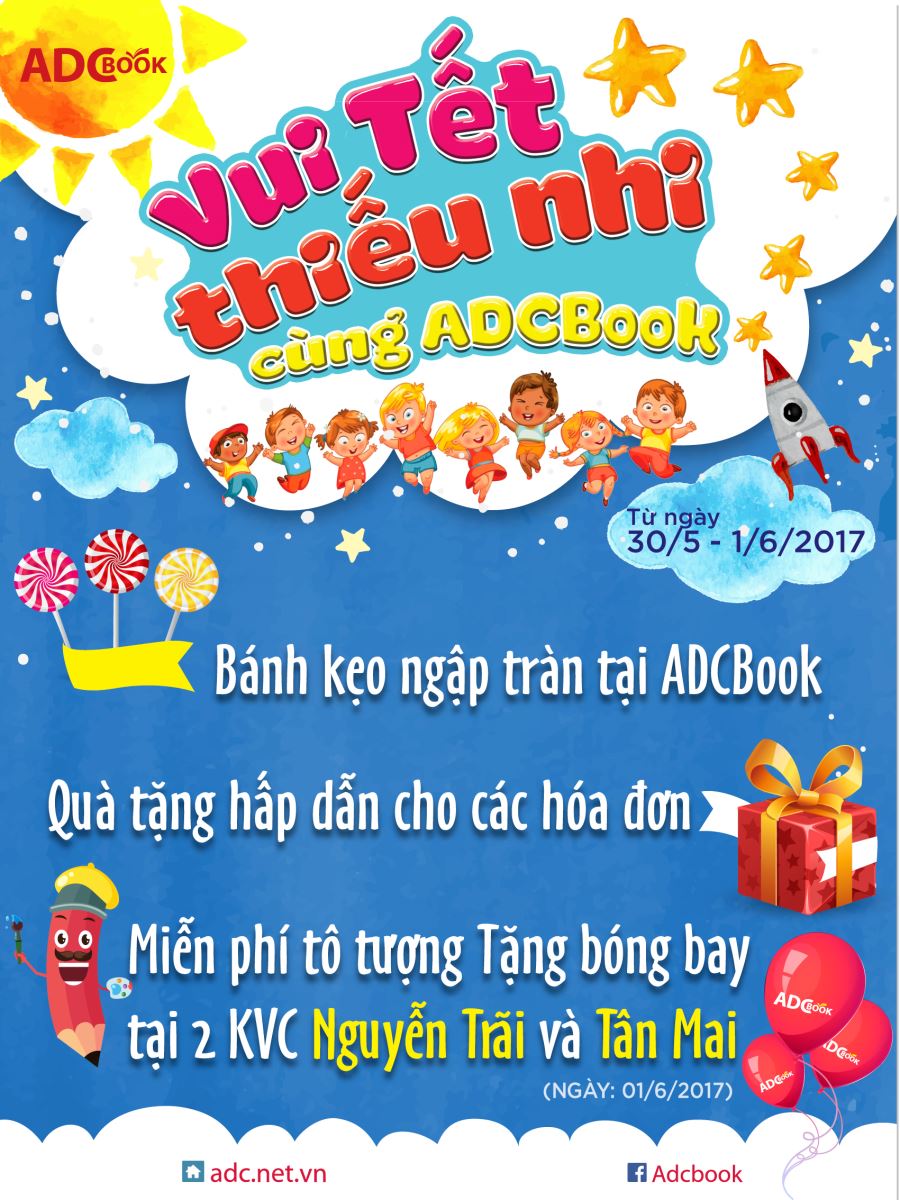 ADCBOOK
Vui Tết
thiếu nhi
cùng ADCBook
Từ ngày
30/5 - 1/6/2017
Bánh kẹo ngập tràn tại ADCBook
Quà tặng hấp dẫn cho các hóa đơn
Miễn phí tô tượng Tặng bóng bay
tại 2 KVC Nguyễn Trãi và Tân Mai
(NGÀY: 01/6/2017)
ADCBOOK
ADCBOOK
ADCBOOK
adc.net.vn
Adcbook